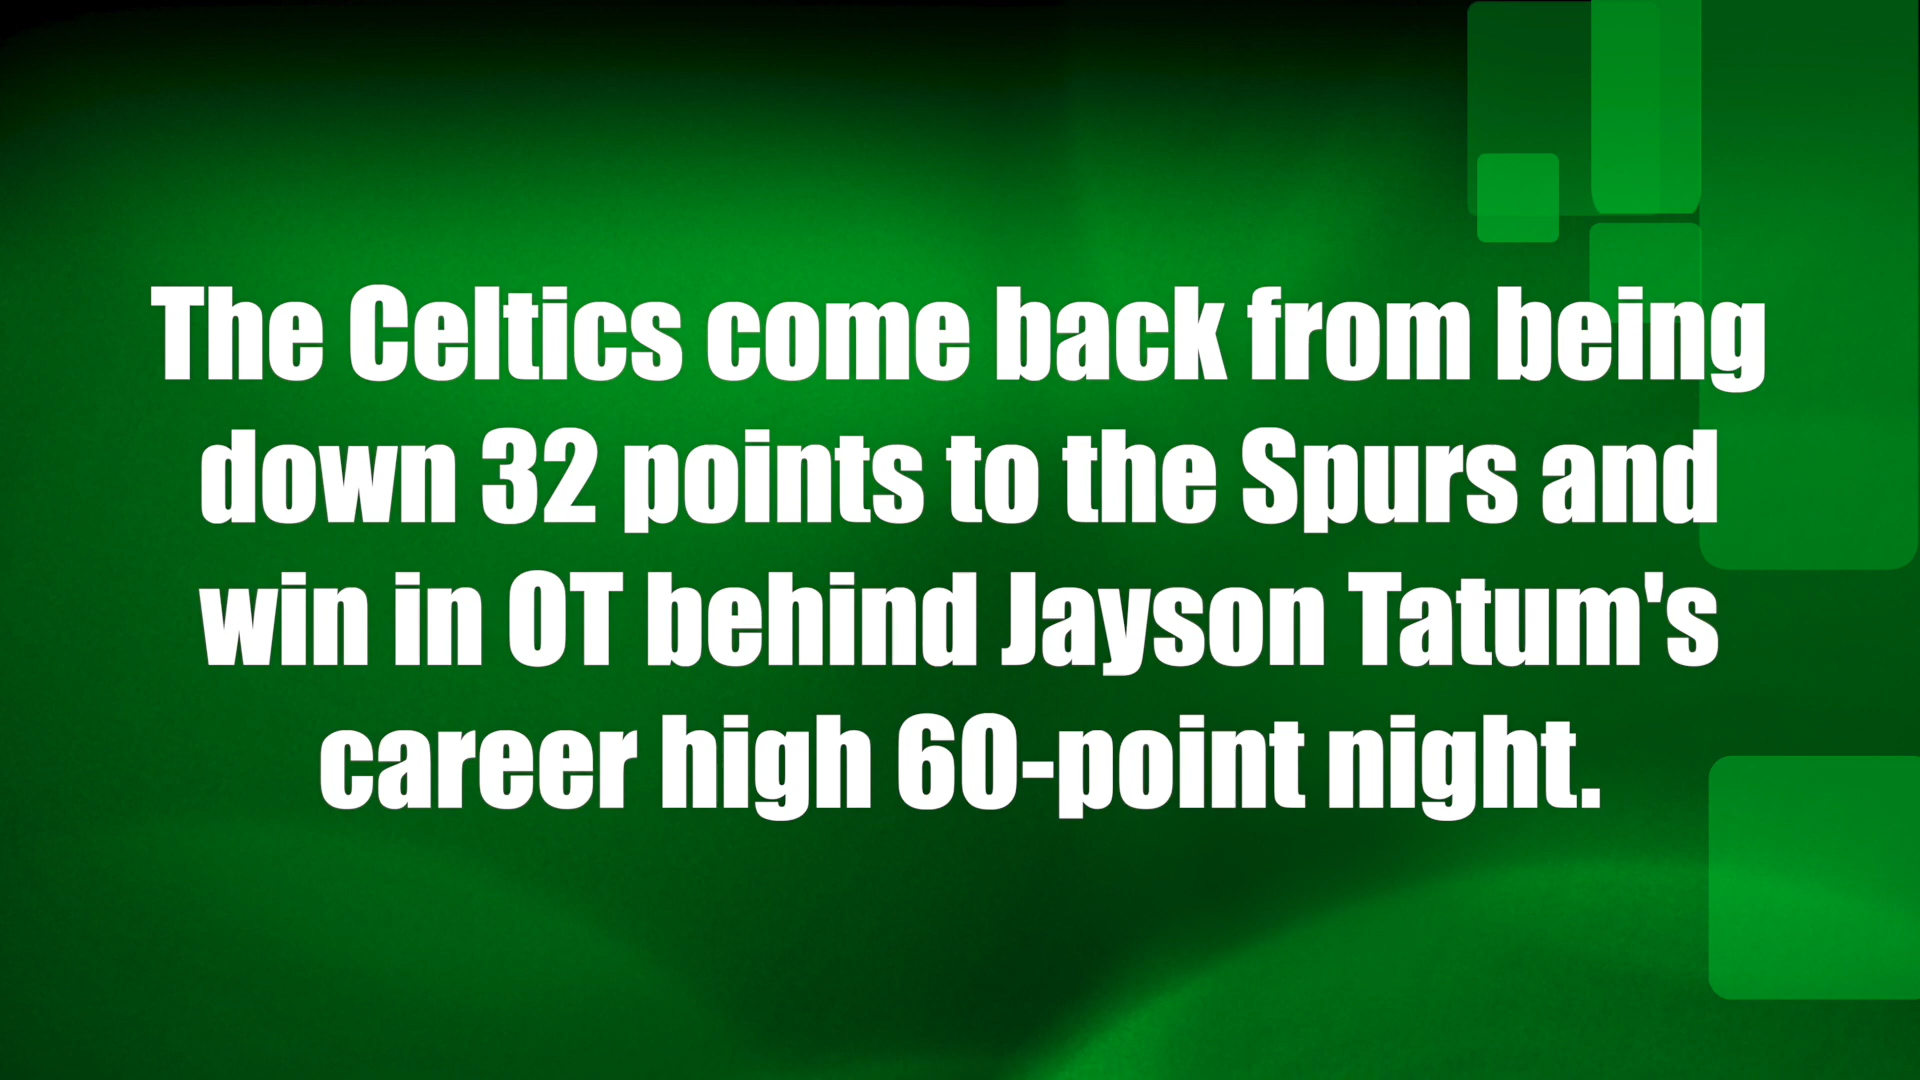 The Celtics come back from being
down 32 points to the Spurs and
win in OT behind Jayson Tatum's
career high 60-point night.